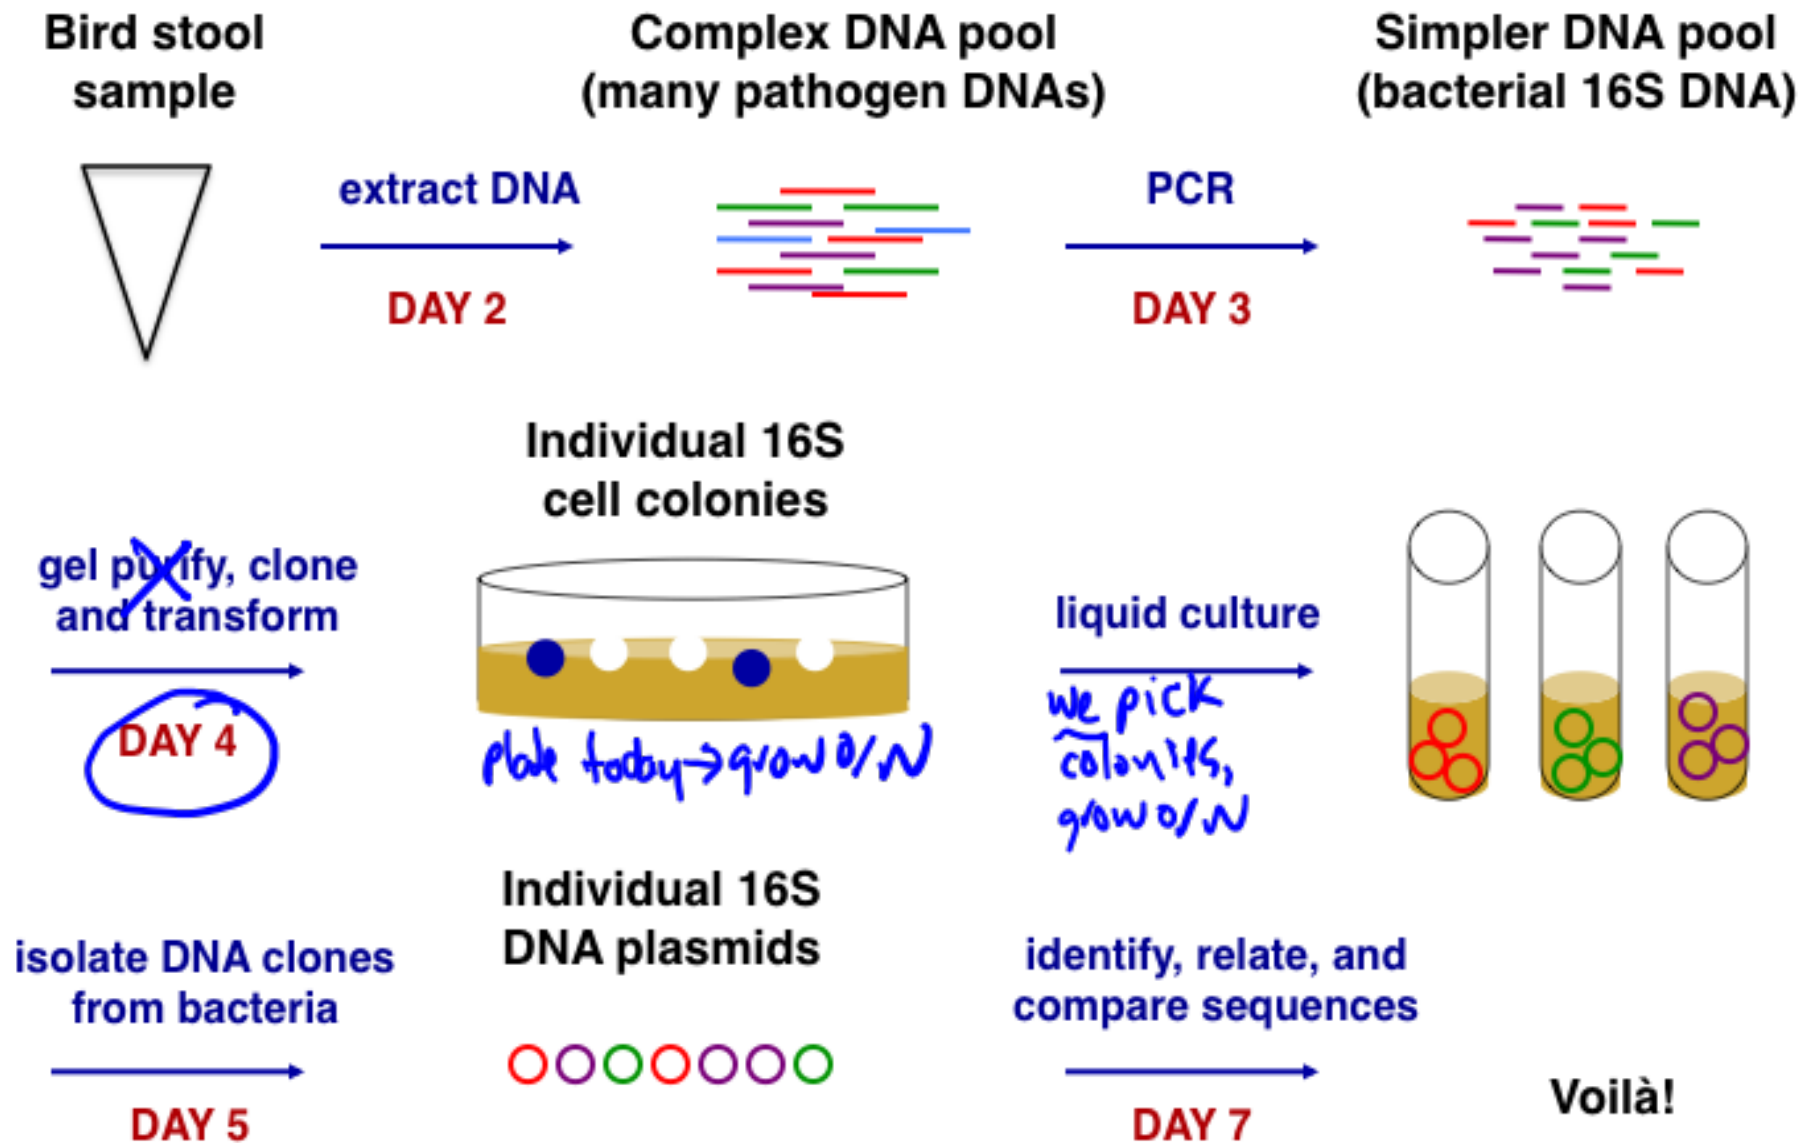 Bird stool
sample
Complex DNA pool
(many pathogen DNAs)
Simpler DNA pool
(bacterial 16S DNA)
extract DNA
DAY 2
PCR
DAY 3
Individual 16S
cell colonies
gel purify, clone
and transform
DAY 4
plate today→grow O/N
liquid culture
we pick
colonies,
grow O/N
Individual 16S
DNA plasmids
isolate DNA clones
from bacteria
DAY 5
identify, relate, and
compare sequences
DAY 7
Voilà!